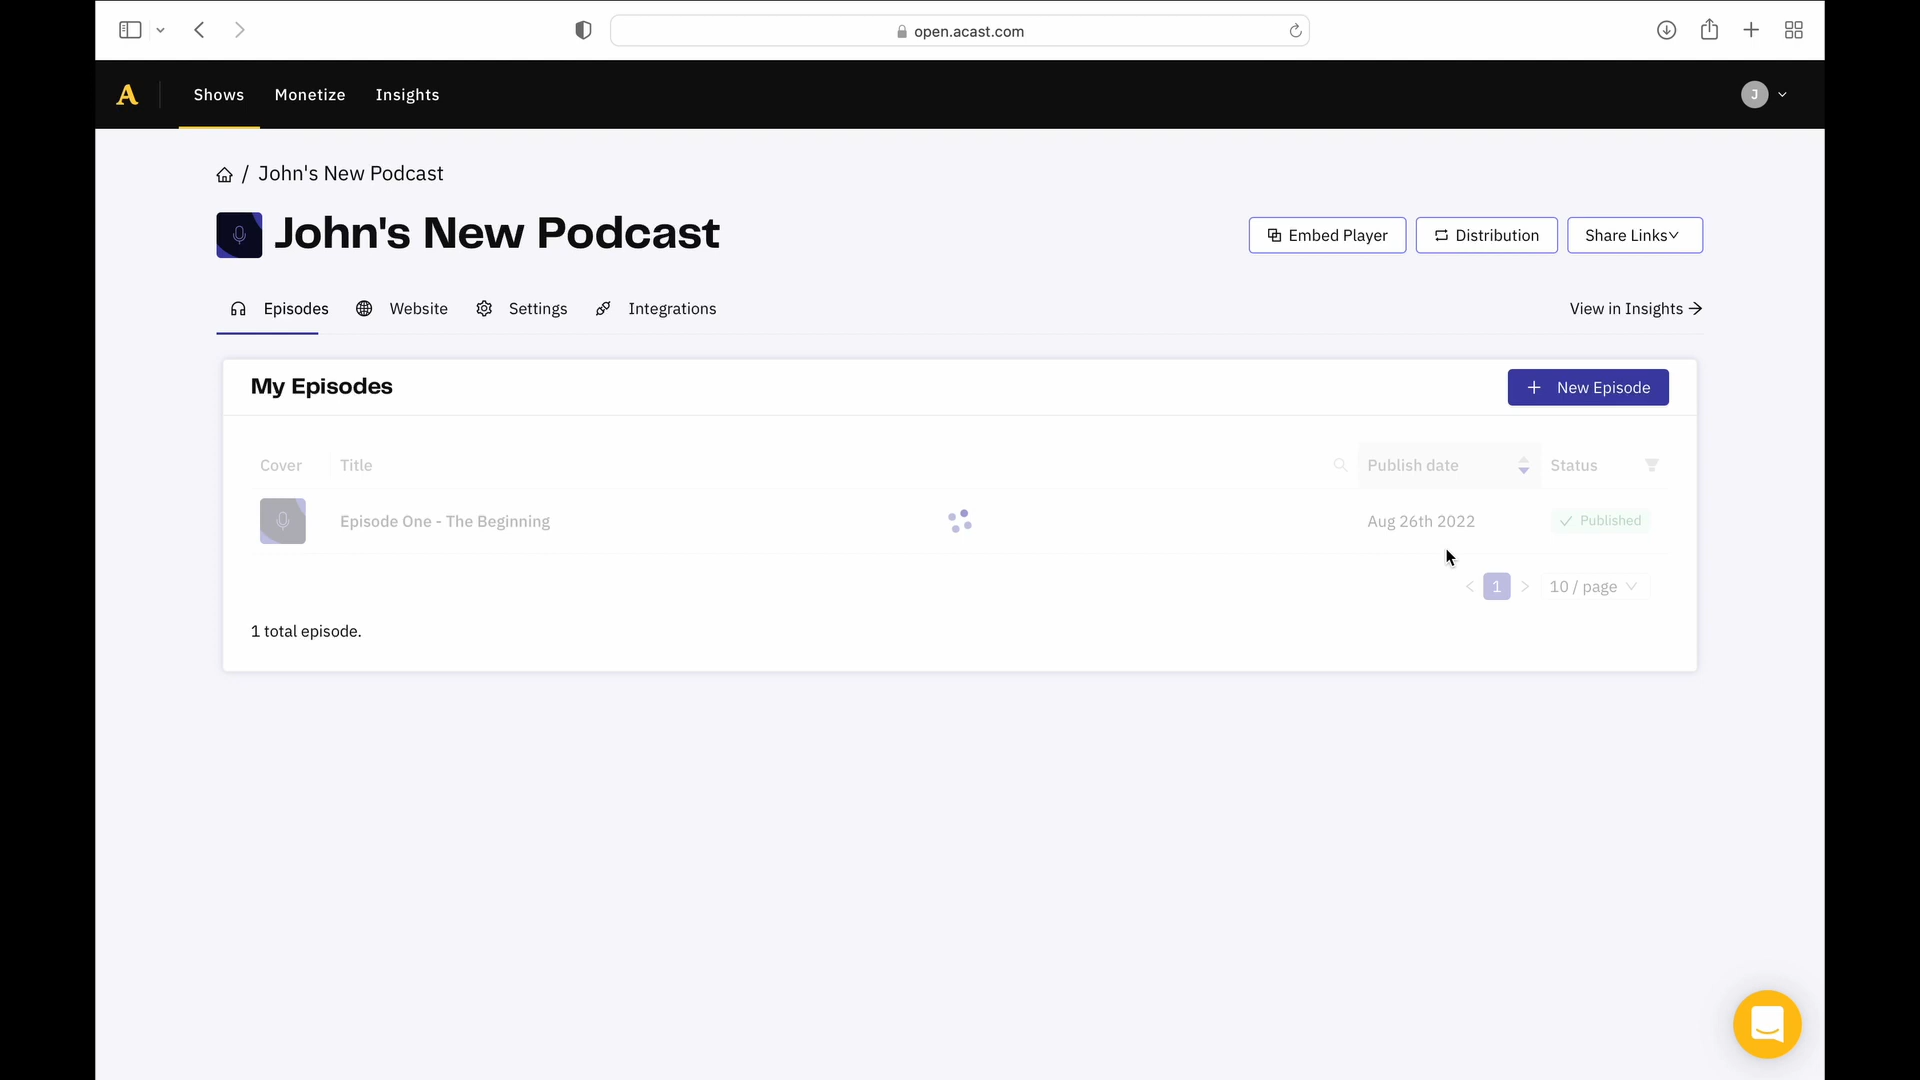 open.acast.com
A Shows Monetize Insights J
/ John's New Podcast
John's New Podcast
Embed Player Distribution Share Links
Episodes Website Settings Integrations View in Insights
My Episodes New Episode
Cover Title Publish date Status
Episode One - The Beginning Aug 26th 2022 Published
1 10 / page
1 total episode.